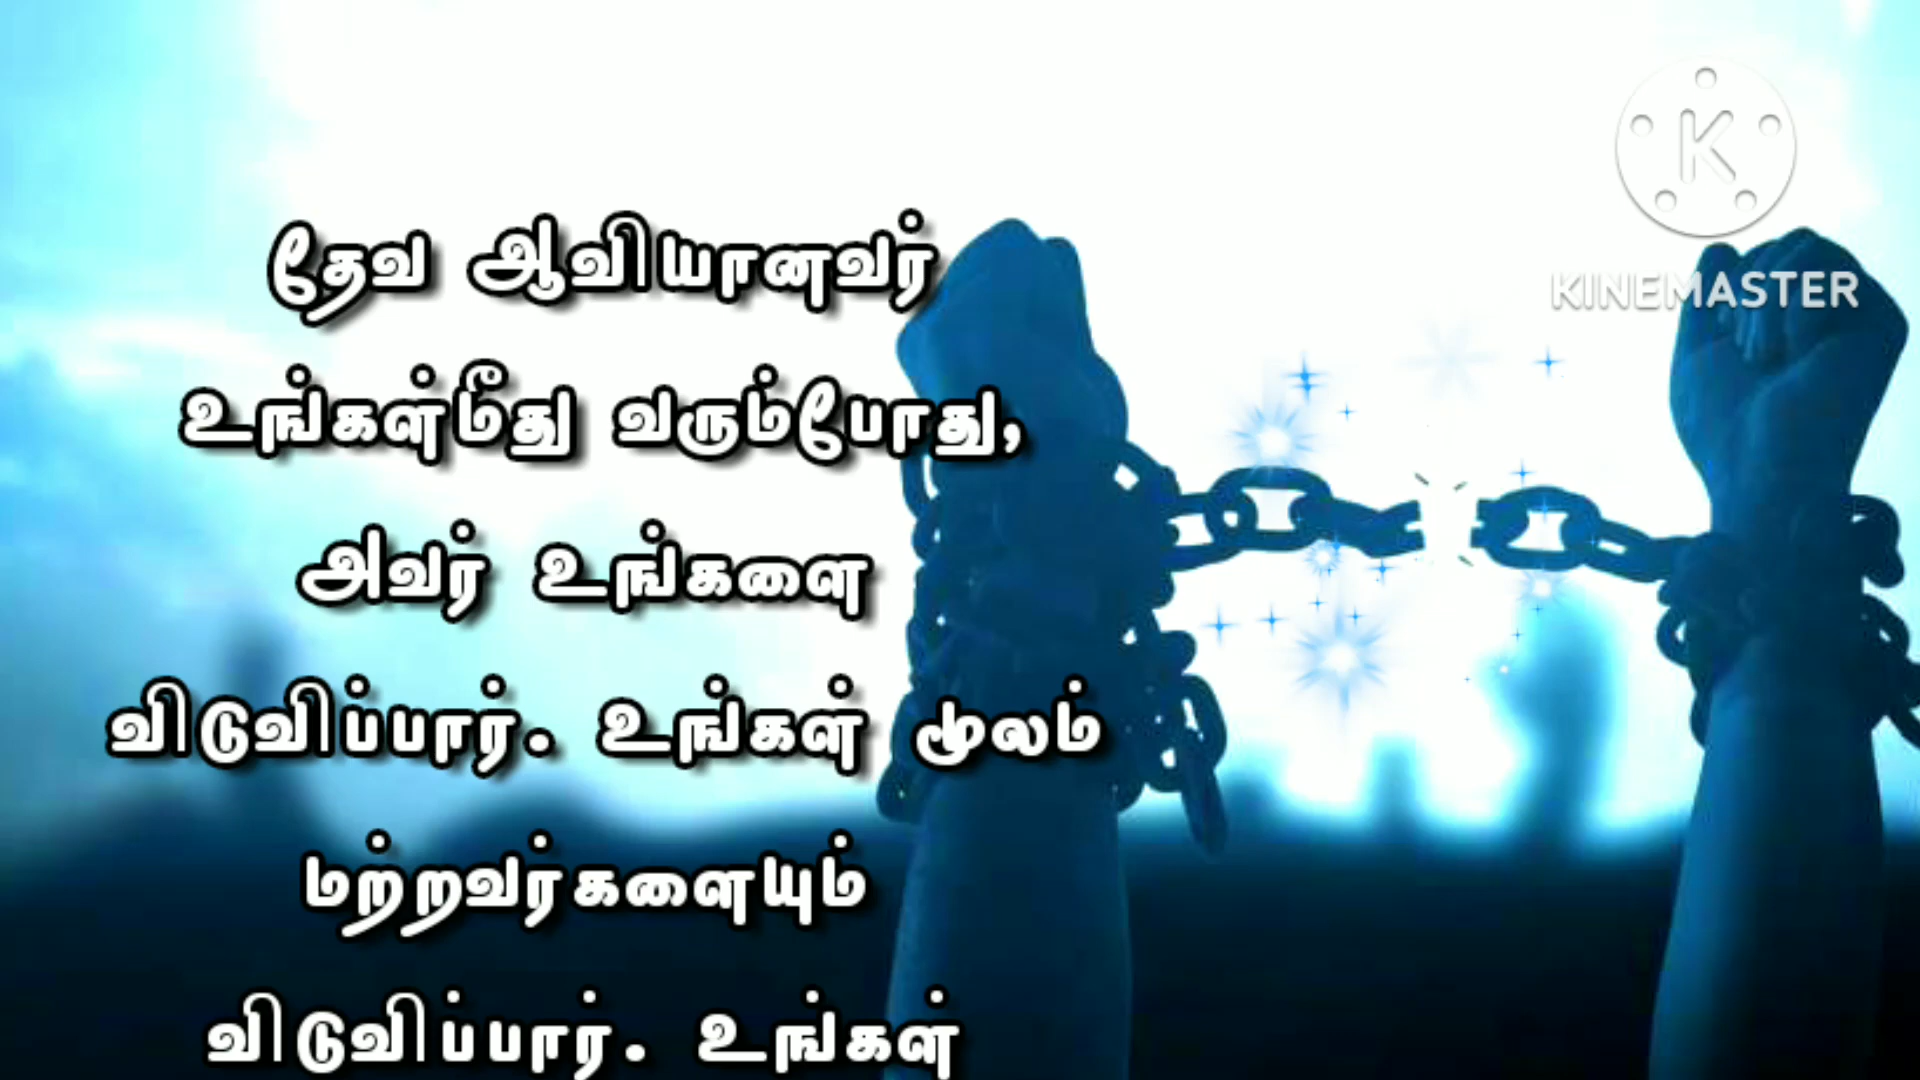 தேவ ஆவியானவர்
உங்கள்மீது வரும்போது,
அவர் உங்களை
விடுவிப்பார். உங்கள் மூலம்
மற்றவர்களையும்
விடுவிப்பார். உங்கள்
K
KINEMASTER